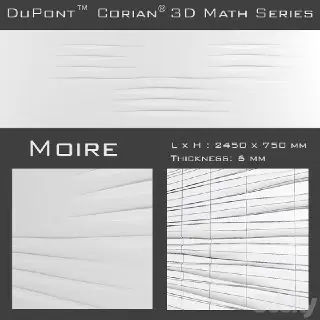 DuPont™ Corian® 3D Math Series
Moire
L x H : 2450 x 750 mm
Thickness: 6 mm